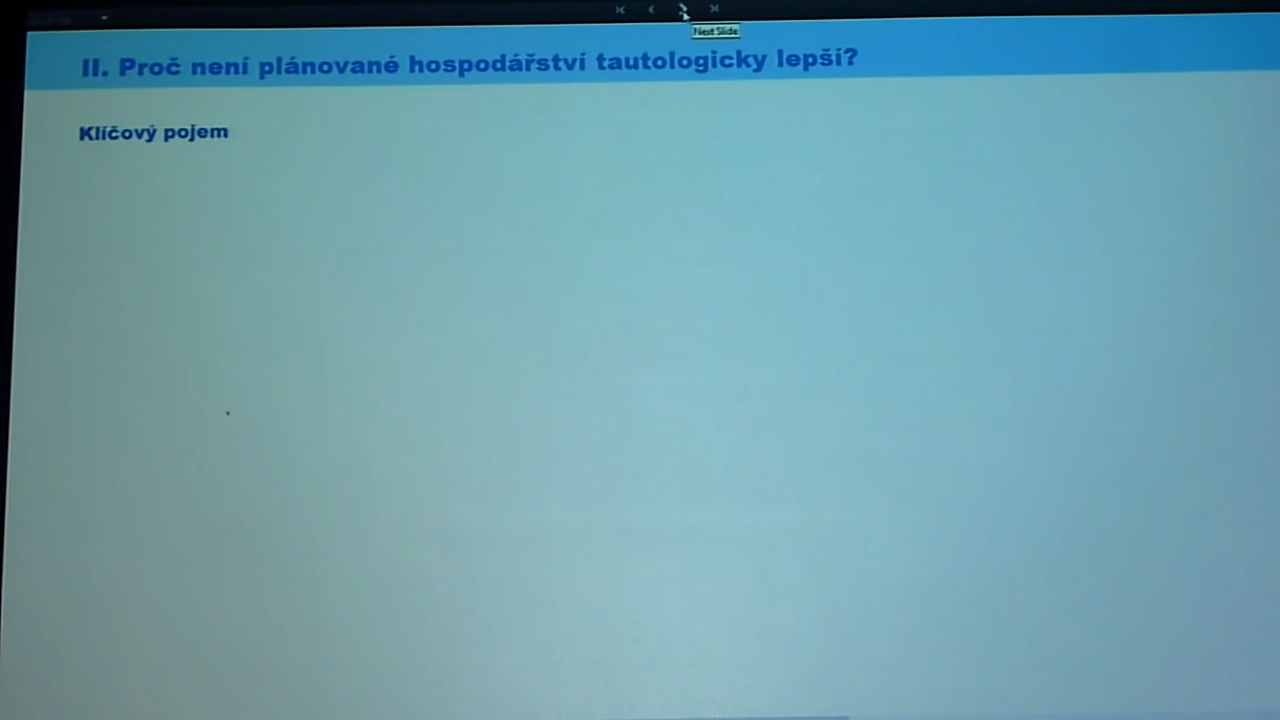 Next Slide
II. Proč není plánované hospodářství tautologicky lepší?
Klíčový pojem